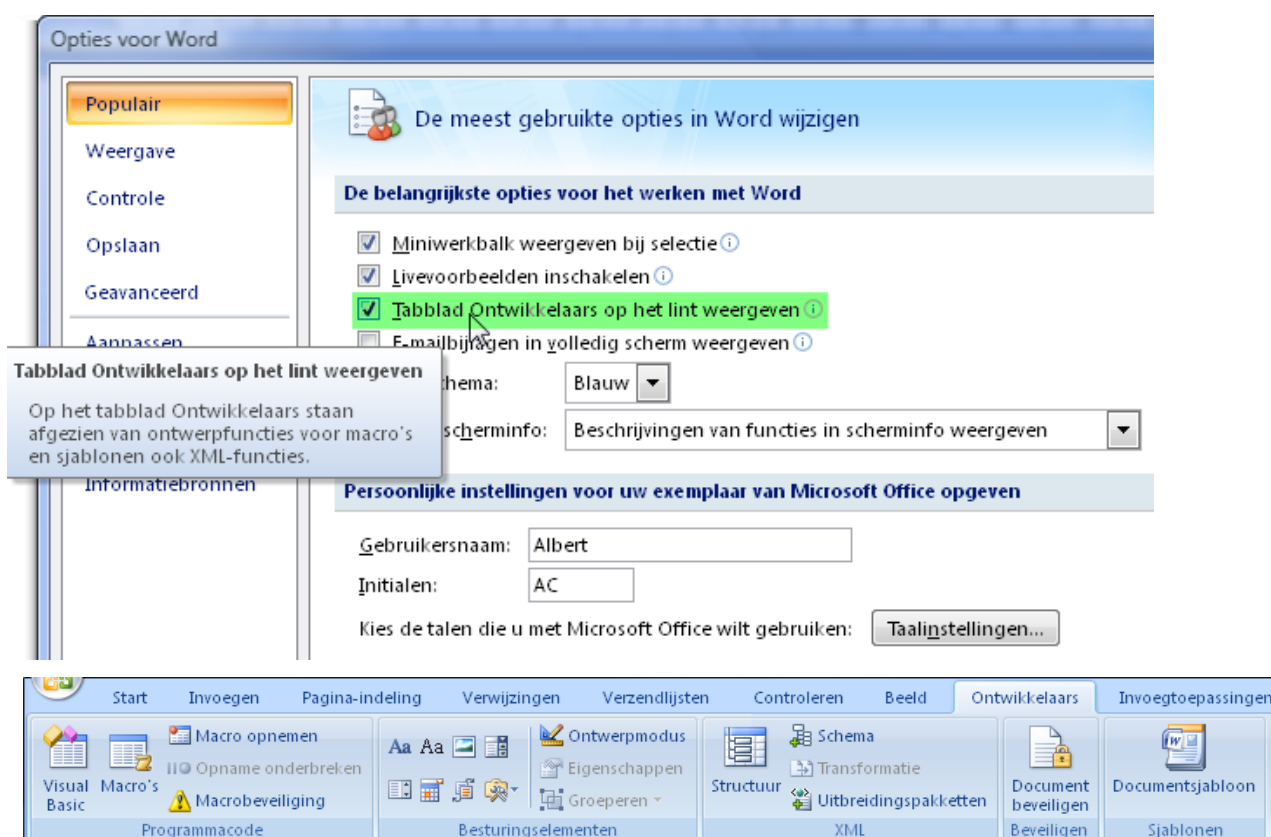 Opties voor Word
Populair
Weergave
Controle
Opslaan
Geavanceerd
Aanpassen
Informatiebronnen
De meest gebruikte opties in Word wijzigen
De belangrijkste opties voor het werken met Word
Miniwerkbalk weergeven bij selectie
Livevoorbeelden inschakelen
Tabblad Ontwikkelaars op het lint weergeven
E-mailbijlagen in volledig scherm weergeven
hema: Blauw
scherminfo: Beschrijvingen van functies in scherminfo weergeven
Tabblad Ontwikkelaars op het lint weergeven
Op het tabblad Ontwikkelaars staan
afgezien van ontwerpfuncties voor macro's
en sjablonen ook XML-functies.
Persoonlijke instellingen voor uw exemplaar van Microsoft Office opgeven
Gebruikersnaam: Albert
Initialen: AC
Kies de talen die u met Microsoft Office wilt gebruiken: Taalinstellingen...
Start Invoegen Pagina-indeling Verwijzingen Verzendlijsten Controleren Beeld Ontwikkelaars Invoegtoepassingen
Visual
Basic
Macro's
Macro opnemen
Opname onderbreken
Macrobeveiliging
Programmacode
Aa Aa
Ontwerpmodus
Eigenschappen
Groeperen
Besturingselementen
Structuur
Schema
Transformatie
Uitbreidingspakketten
XML
Document
beveiligen
Beveiligen
Documentsjabloon
Sjablonen